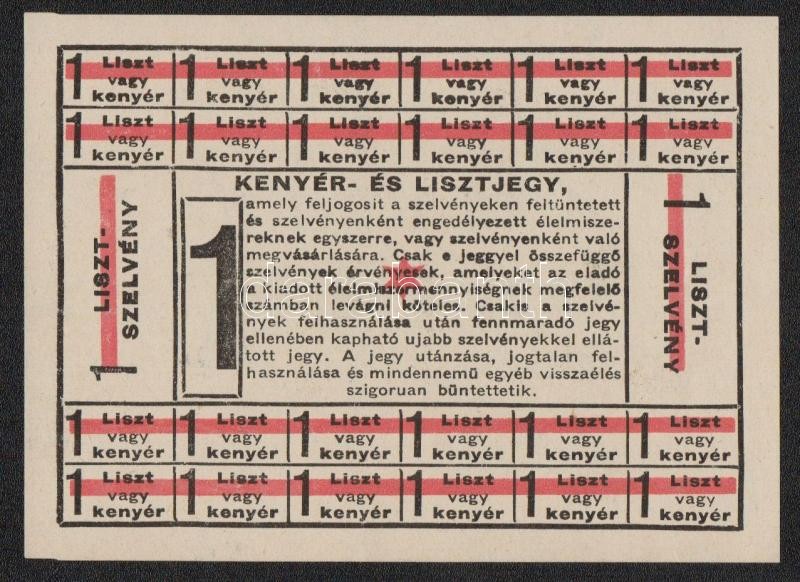 1 Liszt vagy kenyér 1 Liszt vagy kenyér 1 Liszt vagy kenyér 1 Liszt vagy kenyér 1 Liszt vagy kenyér 1 Liszt vagy kenyér
1 Liszt vagy kenyér 1 Liszt vagy kenyér 1 Liszt vagy kenyér 1 Liszt vagy kenyér 1 Liszt vagy kenyér 1 Liszt vagy kenyér
1 LISZT-
SZELVÉNY
1
KENYÉR- ÉS LISZTJEGY,
amely feljogosit a szelvényeken feltüntetett
és szelvényenként engedélyezett élelmisze-
reknek egyszerre, vagy szelvényenként való
megvásárlására. Csak e jeggyel összefüggő
szelvények érvényesek, amelyeket az eladó
a kiadott élelmiszermennyiségnek megfelelő
számban levágni köteles. Csakis a szelvé-
nyek felhasználása után fennmaradó jegy
ellenében kapható ujabb szelvényekkel ellá-
tott jegy. A jegy utánzása, jogtalan fel-
használása és mindennemű egyéb visszaélés
szigoruan büntettetik.
1 LISZT-
SZELVÉNY
darabanth
1 Liszt vagy kenyér 1 Liszt vagy kenyér 1 Liszt vagy kenyér 1 Liszt vagy kenyér 1 Liszt vagy kenyér 1 Liszt vagy kenyér
1 Liszt vagy kenyér 1 Liszt vagy kenyér 1 Liszt vagy kenyér 1 Liszt vagy kenyér 1 Liszt vagy kenyér 1 Liszt vagy kenyér